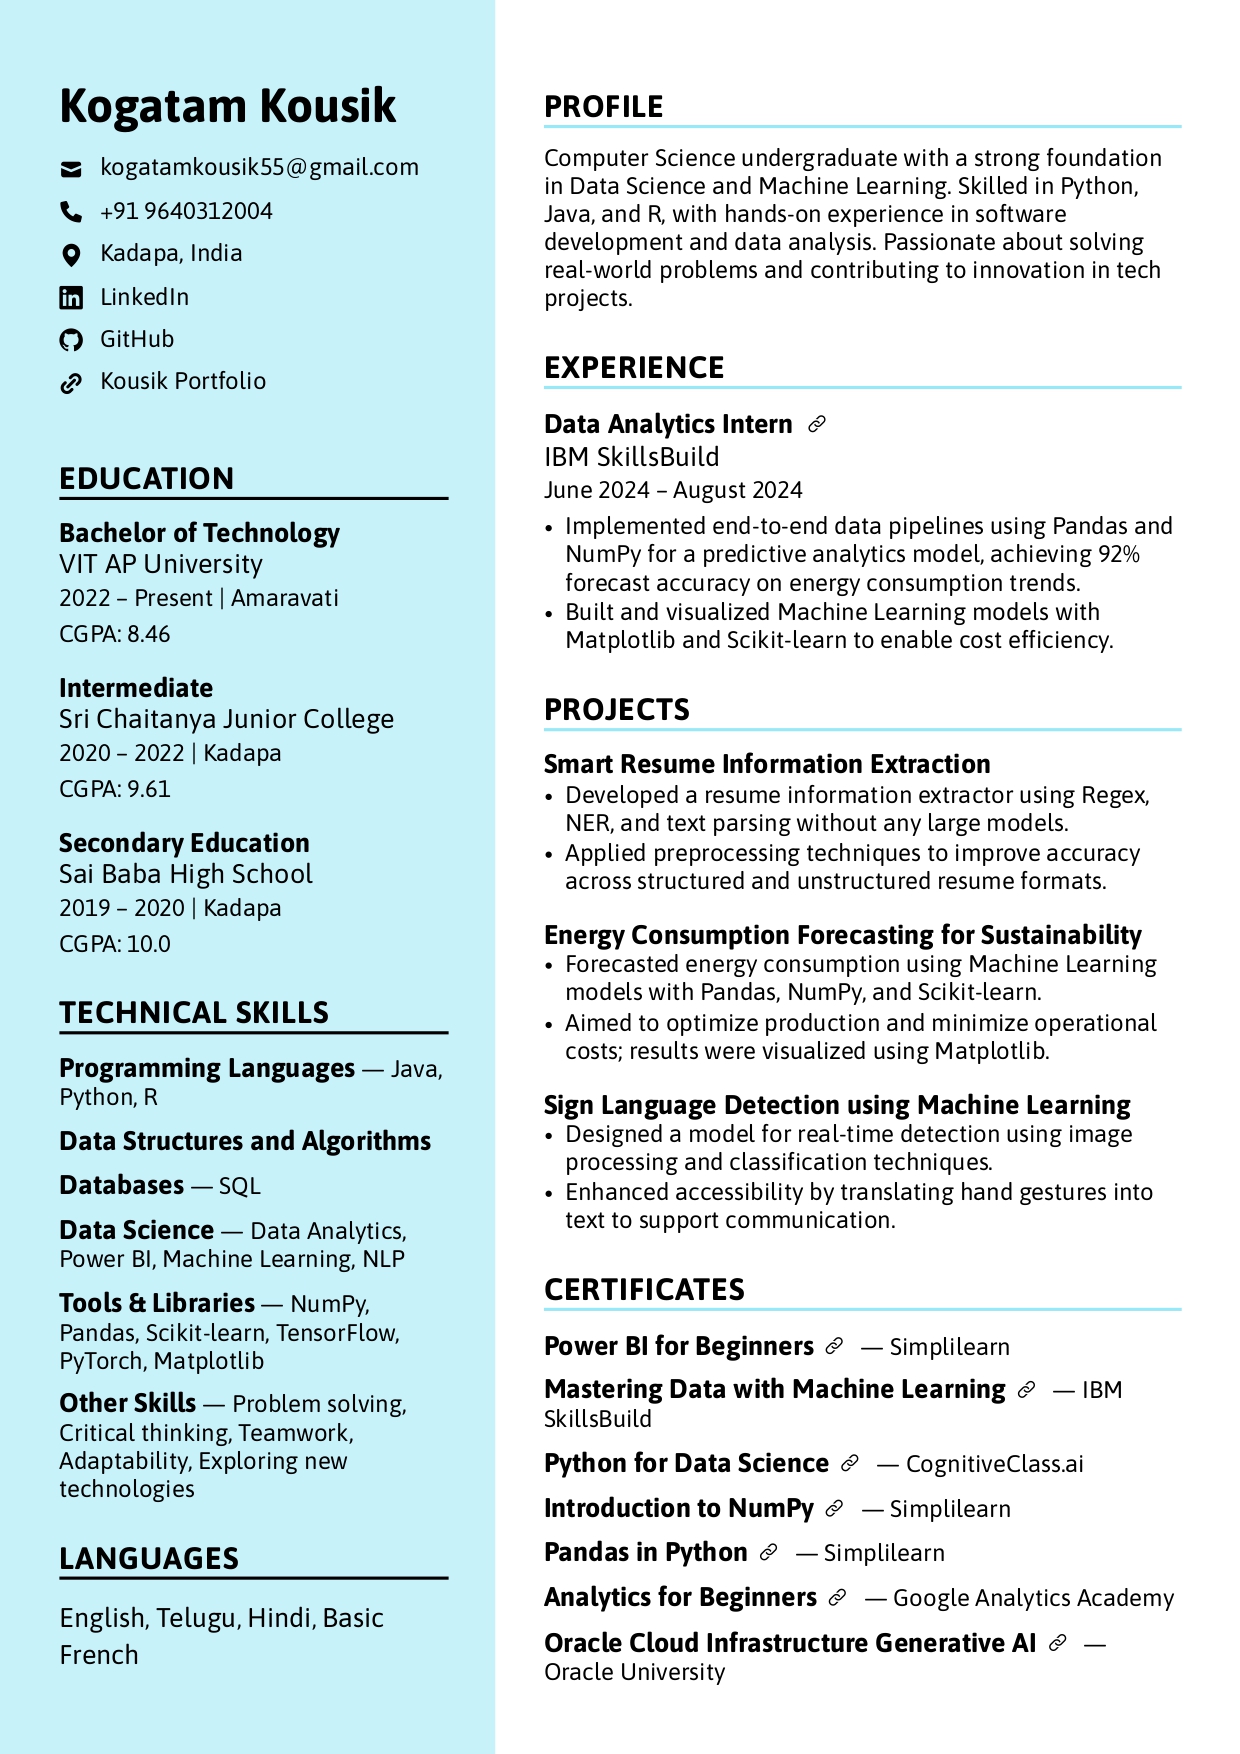 Kogatam Kousik
kogatamkousik55@gmail.com
+91 9640312004
Kadapa, India
LinkedIn
GitHub
Kousik Portfolio
EDUCATION
Bachelor of Technology
VIT AP University
2022 – Present | Amaravati
CGPA: 8.46
Intermediate
Sri Chaitanya Junior College
2020 – 2022 | Kadapa
CGPA: 9.61
Secondary Education
Sai Baba High School
2019 – 2020 | Kadapa
CGPA: 10.0
TECHNICAL SKILLS
Programming Languages — Java,
Python, R
Data Structures and Algorithms
Databases — SQL
Data Science — Data Analytics,
Power BI, Machine Learning, NLP
Tools & Libraries — NumPy,
Pandas, Scikit-learn, TensorFlow,
PyTorch, Matplotlib
Other Skills — Problem solving,
Critical thinking, Teamwork,
Adaptability, Exploring new
technologies
LANGUAGES
English, Telugu, Hindi, Basic
French
PROFILE
Computer Science undergraduate with a strong foundation
in Data Science and Machine Learning. Skilled in Python,
Java, and R, with hands-on experience in software
development and data analysis. Passionate about solving
real-world problems and contributing to innovation in tech
projects.
EXPERIENCE
Data Analytics Intern
IBM SkillsBuild
June 2024 – August 2024
• Implemented end-to-end data pipelines using Pandas and
NumPy for a predictive analytics model, achieving 92%
forecast accuracy on energy consumption trends.
• Built and visualized Machine Learning models with
Matplotlib and Scikit-learn to enable cost efficiency.
PROJECTS
Smart Resume Information Extraction
• Developed a resume information extractor using Regex,
NER, and text parsing without any large models.
• Applied preprocessing techniques to improve accuracy
across structured and unstructured resume formats.
Energy Consumption Forecasting for Sustainability
• Forecasted energy consumption using Machine Learning
models with Pandas, NumPy, and Scikit-learn.
• Aimed to optimize production and minimize operational
costs; results were visualized using Matplotlib.
Sign Language Detection using Machine Learning
• Designed a model for real-time detection using image
processing and classification techniques.
• Enhanced accessibility by translating hand gestures into
text to support communication.
CERTIFICATES
Power BI for Beginners — Simplilearn
Mastering Data with Machine Learning — IBM
SkillsBuild
Python for Data Science — CognitiveClass.ai
Introduction to NumPy — Simplilearn
Pandas in Python — Simplilearn
Analytics for Beginners — Google Analytics Academy
Oracle Cloud Infrastructure Generative AI —
Oracle University